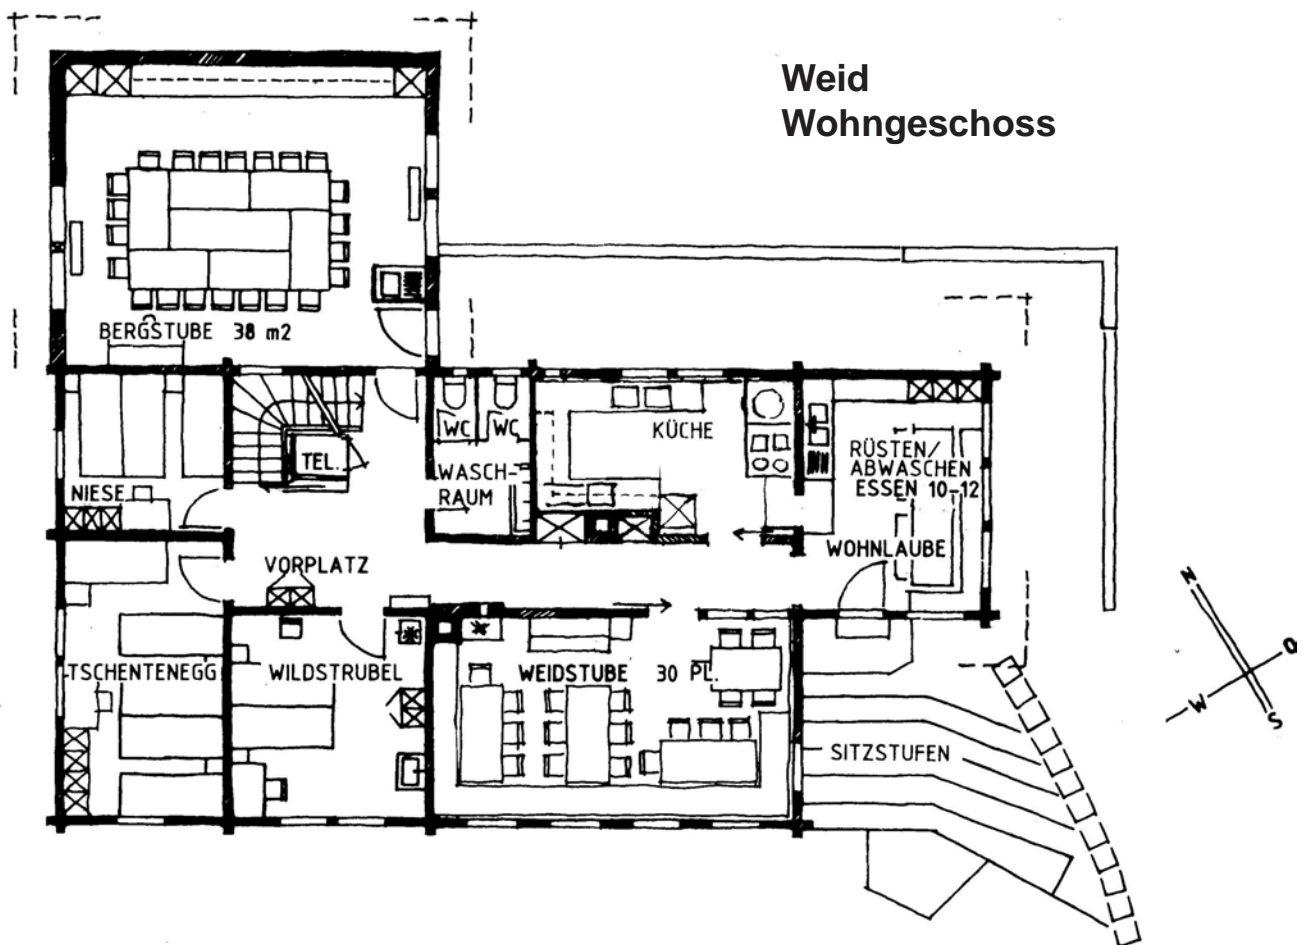 Weid
Wohngeschoss
BERGSTUBE 38 m2
WC
WC
KÜCHE
TEL.
WASCH-
RAUM
RÜSTEN/
ABWASCHEN
ESSEN 10-12
NIESE
WOHNLAUBE
VORPLATZ
TSCHENTENEGG
WILDSTRUBEL
WEIDSTUBE 30 PL.
SITZSTUFEN
N
O
W
S